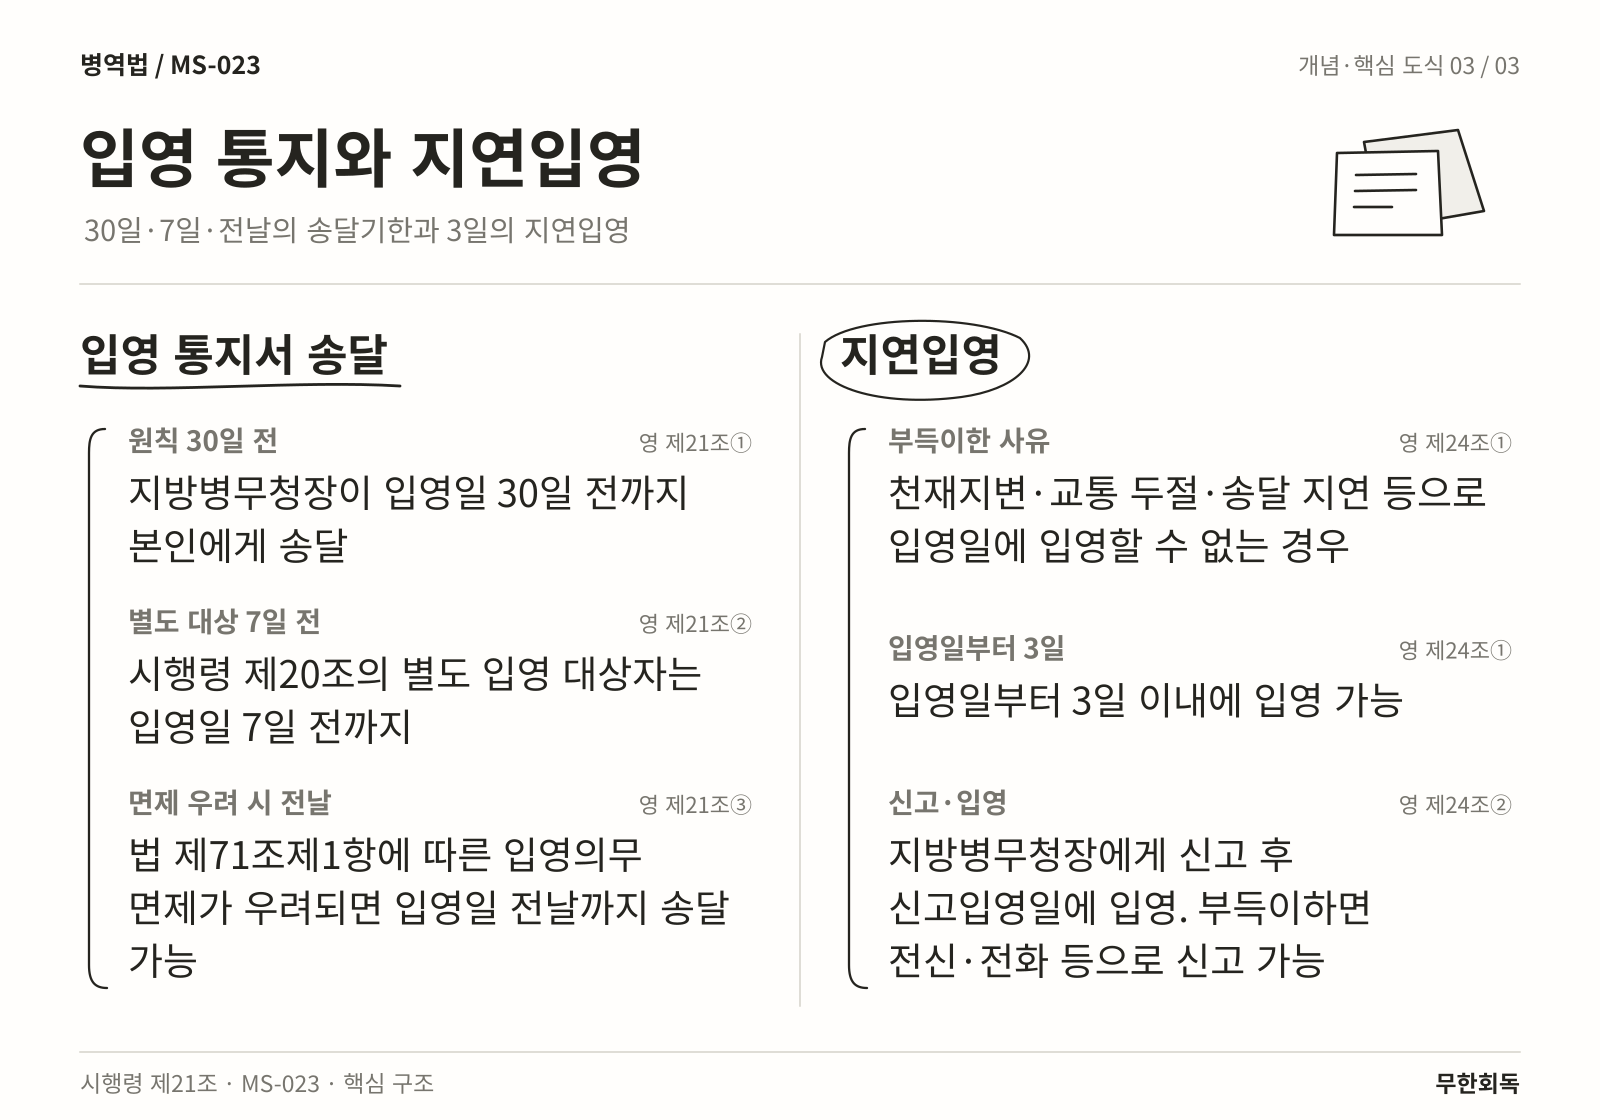 병역법 / MS-023
개념·핵심 도식 03 / 03
입영 통지와 지연입영
30일·7일·전날의 송달기한과 3일의 지연입영
입영 통지서 송달
원칙 30일 전
영 제21조①
지방병무청장이 입영일 30일 전까지
본인에게 송달
별도 대상 7일 전
영 제21조②
시행령 제20조의 별도 입영 대상자는
입영일 7일 전까지
면제 우려 시 전날
영 제21조③
법 제71조제1항에 따른 입영의무
면제가 우려되면 입영일 전날까지 송달
가능
지연입영
부득이한 사유
영 제24조①
천재지변·교통 두절·송달 지연 등으로
입영일에 입영할 수 없는 경우
입영일부터 3일
영 제24조①
입영일부터 3일 이내에 입영 가능
신고·입영
영 제24조②
지방병무청장에게 신고 후
신고입영일에 입영. 부득이하면
전신·전화 등으로 신고 가능
시행령 제21조 · MS-023 · 핵심 구조
무한회독